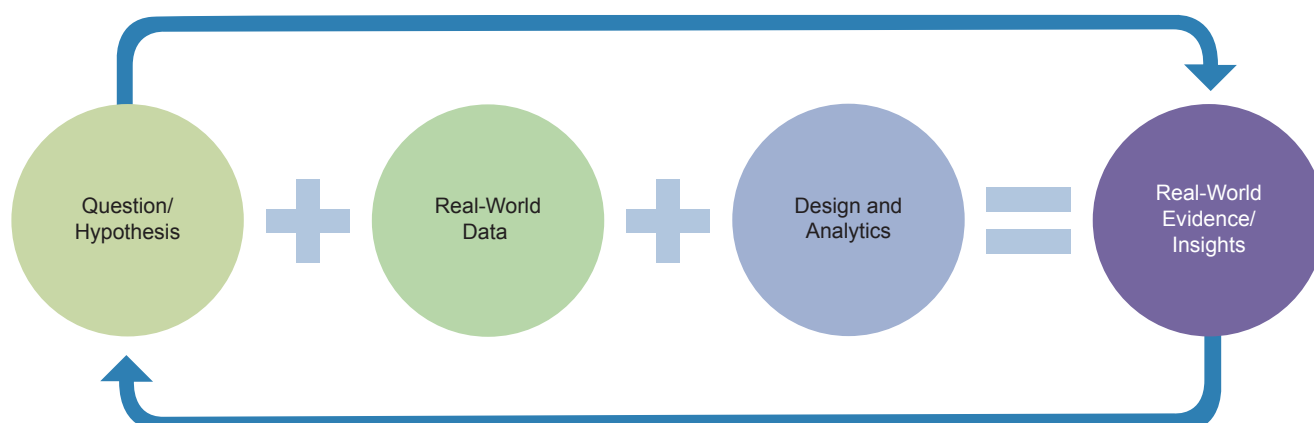 Question/
Hypothesis
Real-World
Data
Design and
Analytics
Real-World
Evidence/
Insights